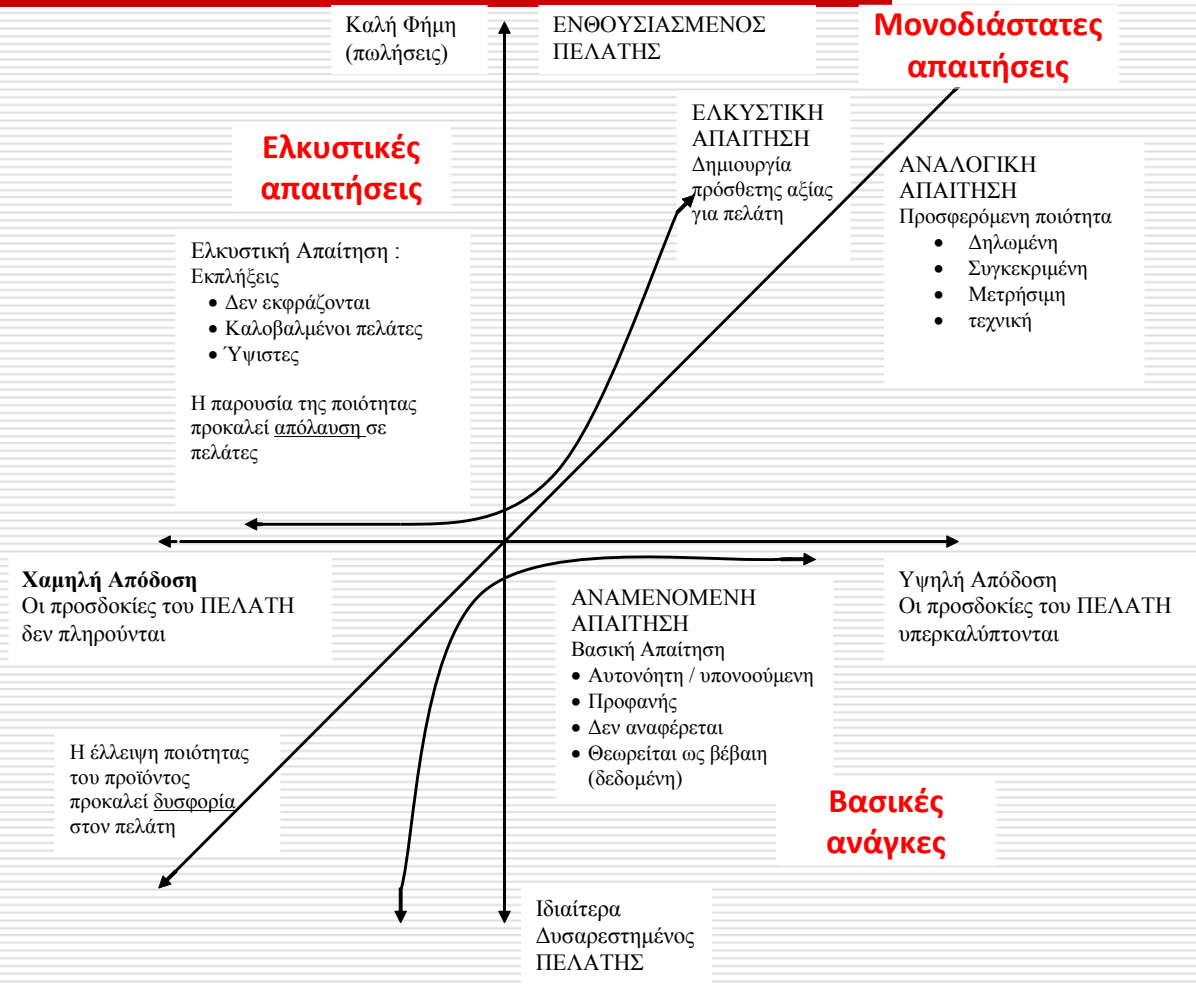 Καλή Φήμη
(πωλήσεις)
ΕΝΘΟΥΣΙΑΣΜΕΝΟΣ
ΠΕΛΑΤΗΣ
Μονοδιάστατες
απαιτήσεις
Ελκυστικές
απαιτήσεις
ΕΛΚΥΣΤΙΚΗ
ΑΠΑΙΤΗΣΗ
Δημιουργία
πρόσθετης αξίας
για πελάτη
ΑΝΑΛΟΓΙΚΗ
ΑΠΑΙΤΗΣΗ
Προσφερόμενη ποιότητα
• Δηλωμένη
• Συγκεκριμένη
• Μετρήσιμη
• τεχνική
Ελκυστική Απαίτηση :
Εκπλήξεις
• Δεν εκφράζονται
• Καλοβαλμένοι πελάτες
• Ύψιστες
Η παρουσία της ποιότητας
προκαλεί απόλαυση σε
πελάτες
Χαμηλή Απόδοση
Οι προσδοκίες του ΠΕΛΑΤΗ
δεν πληρούνται
Υψηλή Απόδοση
Οι προσδοκίες του ΠΕΛΑΤΗ
υπερκαλύπτονται
ΑΝΑΜΕΝΟΜΕΝΗ
ΑΠΑΙΤΗΣΗ
Βασική Απαίτηση
• Αυτονόητη / υπονοούμενη
• Προφανής
• Δεν αναφέρεται
• Θεωρείται ως βέβαιη
(δεδομένη)
Η έλλειψη ποιότητας
του προϊόντος
προκαλεί δυσφορία
στον πελάτη
Βασικές
ανάγκες
Ιδιαίτερα
Δυσαρεστημένος
ΠΕΛΑΤΗΣ